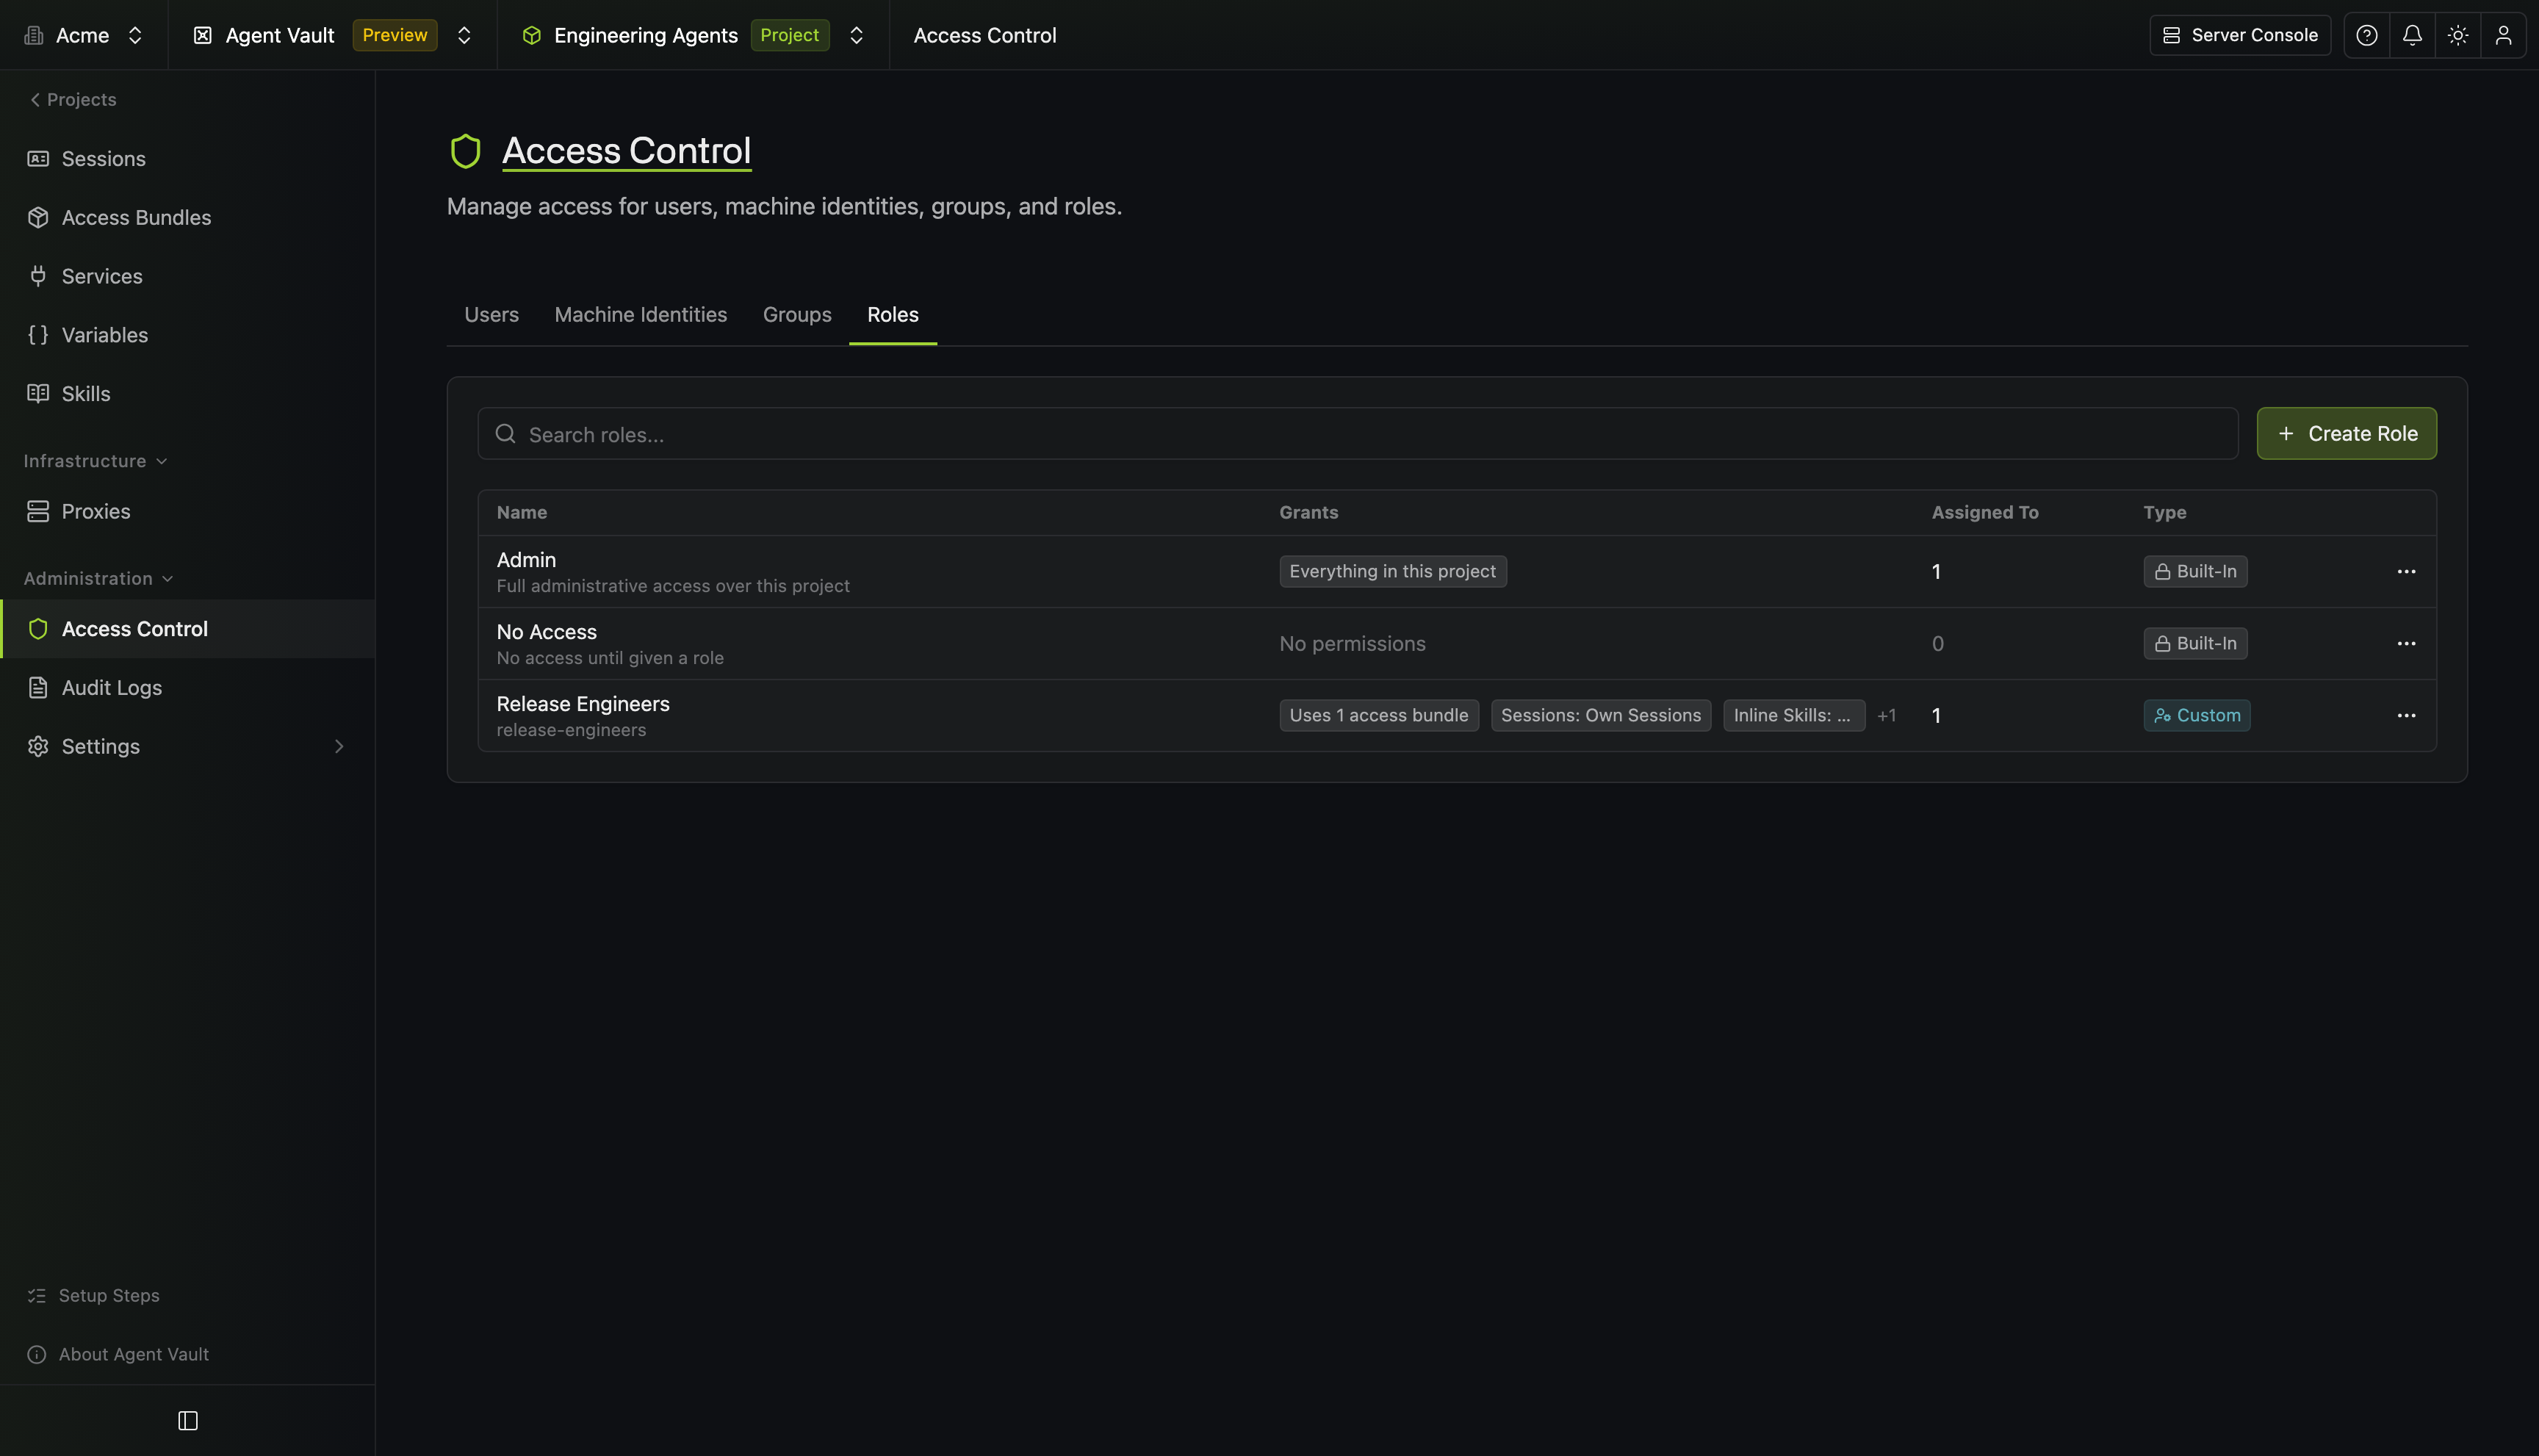 Acme
Agent Vault Preview
Engineering Agents Project
Access Control
Server Console
Projects
Sessions
Access Bundles
Services
Variables
Skills
Infrastructure
Proxies
Administration
Access Control
Audit Logs
Settings
Setup Steps
About Agent Vault
Access Control
Manage access for users, machine identities, groups, and roles.
Users Machine Identities Groups Roles
Search roles...
+ Create Role
Name Grants Assigned To Type
Admin
Full administrative access over this project
Everything in this project 1 Built-In
No Access
No access until given a role
No permissions 0 Built-In
Release Engineers
release-engineers
Uses 1 access bundle Sessions: Own Sessions Inline Skills: ... +1 1 Custom